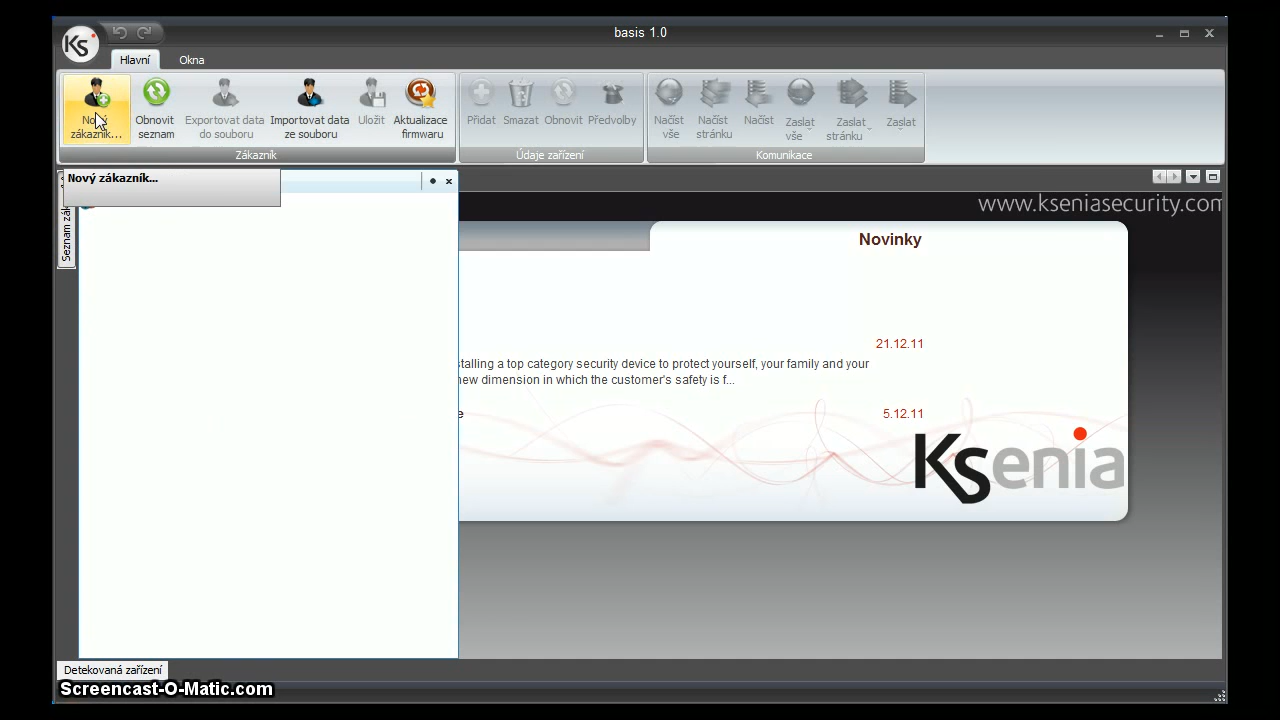 basis 1.0
Ks
Hlavní
Okna
zákazník...
Obnovit
seznam
Exportovat data
do souboru
Importovat data
ze souboru
Uložit
Aktualizace
firmwaru
Přidat
Smazat
Obnovit
Předvolby
Načíst
vše
Načíst
stránku
Načíst
Zaslat
vše
Zaslat
stránku
Zaslat
Zákazník
Údaje zařízení
Komunikace
Nový zákazník...
www.kseniasecurity.com
Novinky
21.12.11
stalling a top category security device to protect yourself, your family and your
new dimension in which the customer's safety is f...
e
5.12.11
Ksenia
Detekovaná zařízení
Screencast-O-Matic.com